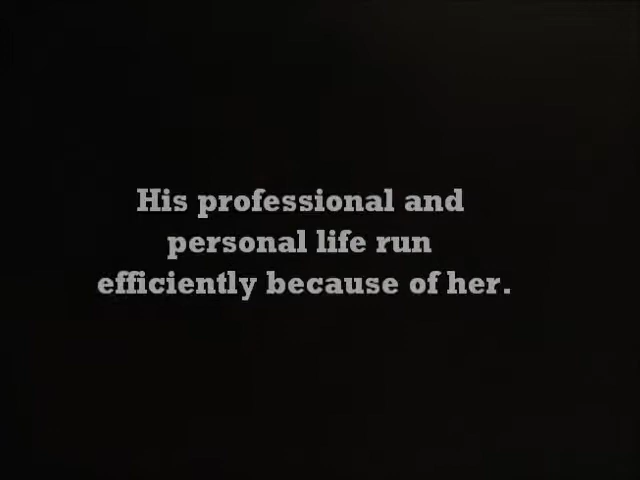 His professional and
personal life run
efficiently because of her.